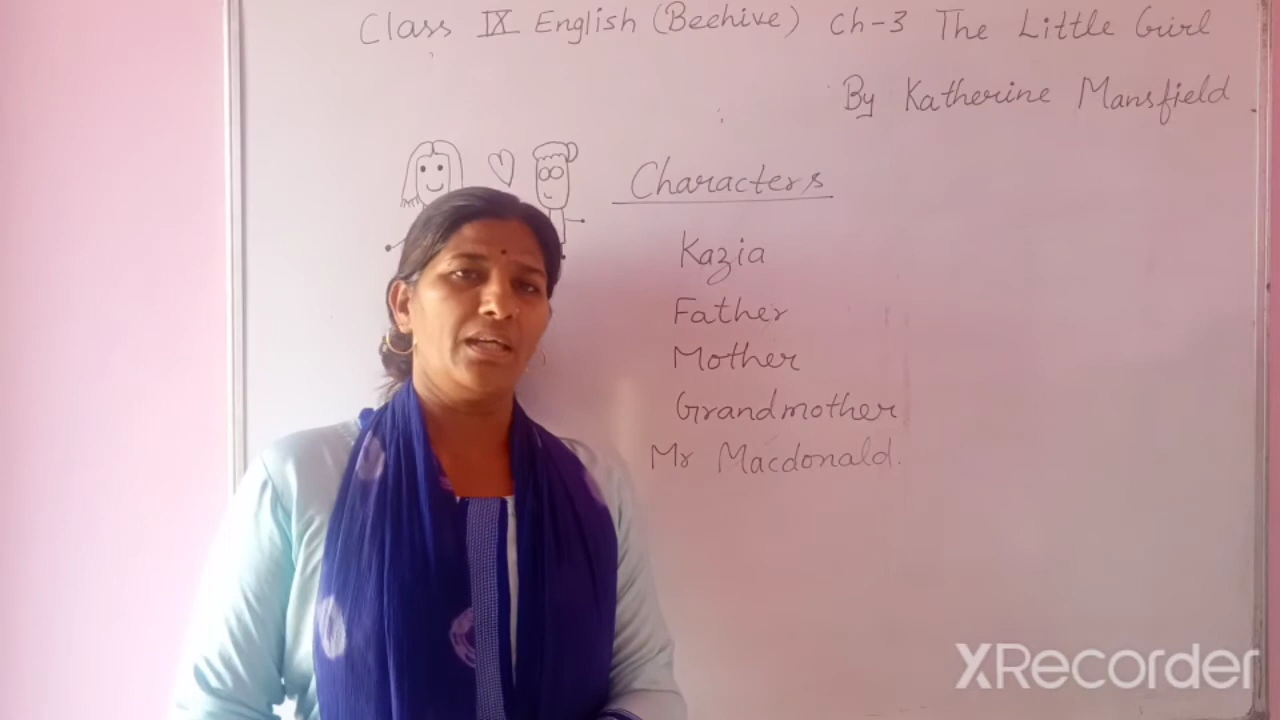 Class IX English (Beehive) Ch-3 The Little Girl
By Katherine Mansfield
Characters
Kazia
Father
Mother
Grandmother
Mr Macdonald.
XRecorder